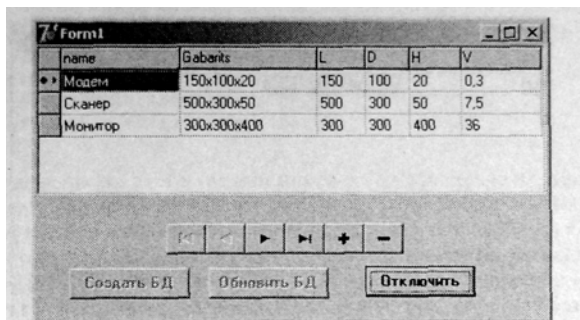 Form1
name Gabarits L D H V
Модем 150x100x20 150 100 20 0,3
Сканер 500x300x50 500 300 50 7,5
Монитор 300x300x400 300 300 400 36
Создать БД Обновить БД Отключить